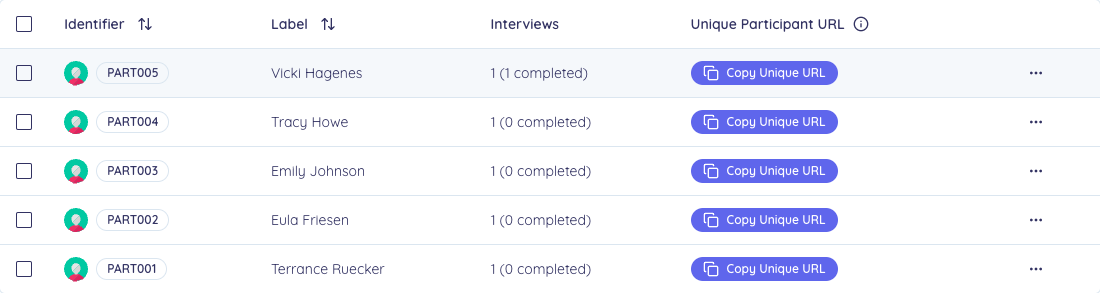 Identifier Label Interviews Unique Participant URL
PART005 Vicki Hagenes 1 (1 completed) Copy Unique URL
PART004 Tracy Howe 1 (0 completed) Copy Unique URL
PART003 Emily Johnson 1 (0 completed) Copy Unique URL
PART002 Eula Friesen 1 (0 completed) Copy Unique URL
PART001 Terrance Ruecker 1 (0 completed) Copy Unique URL